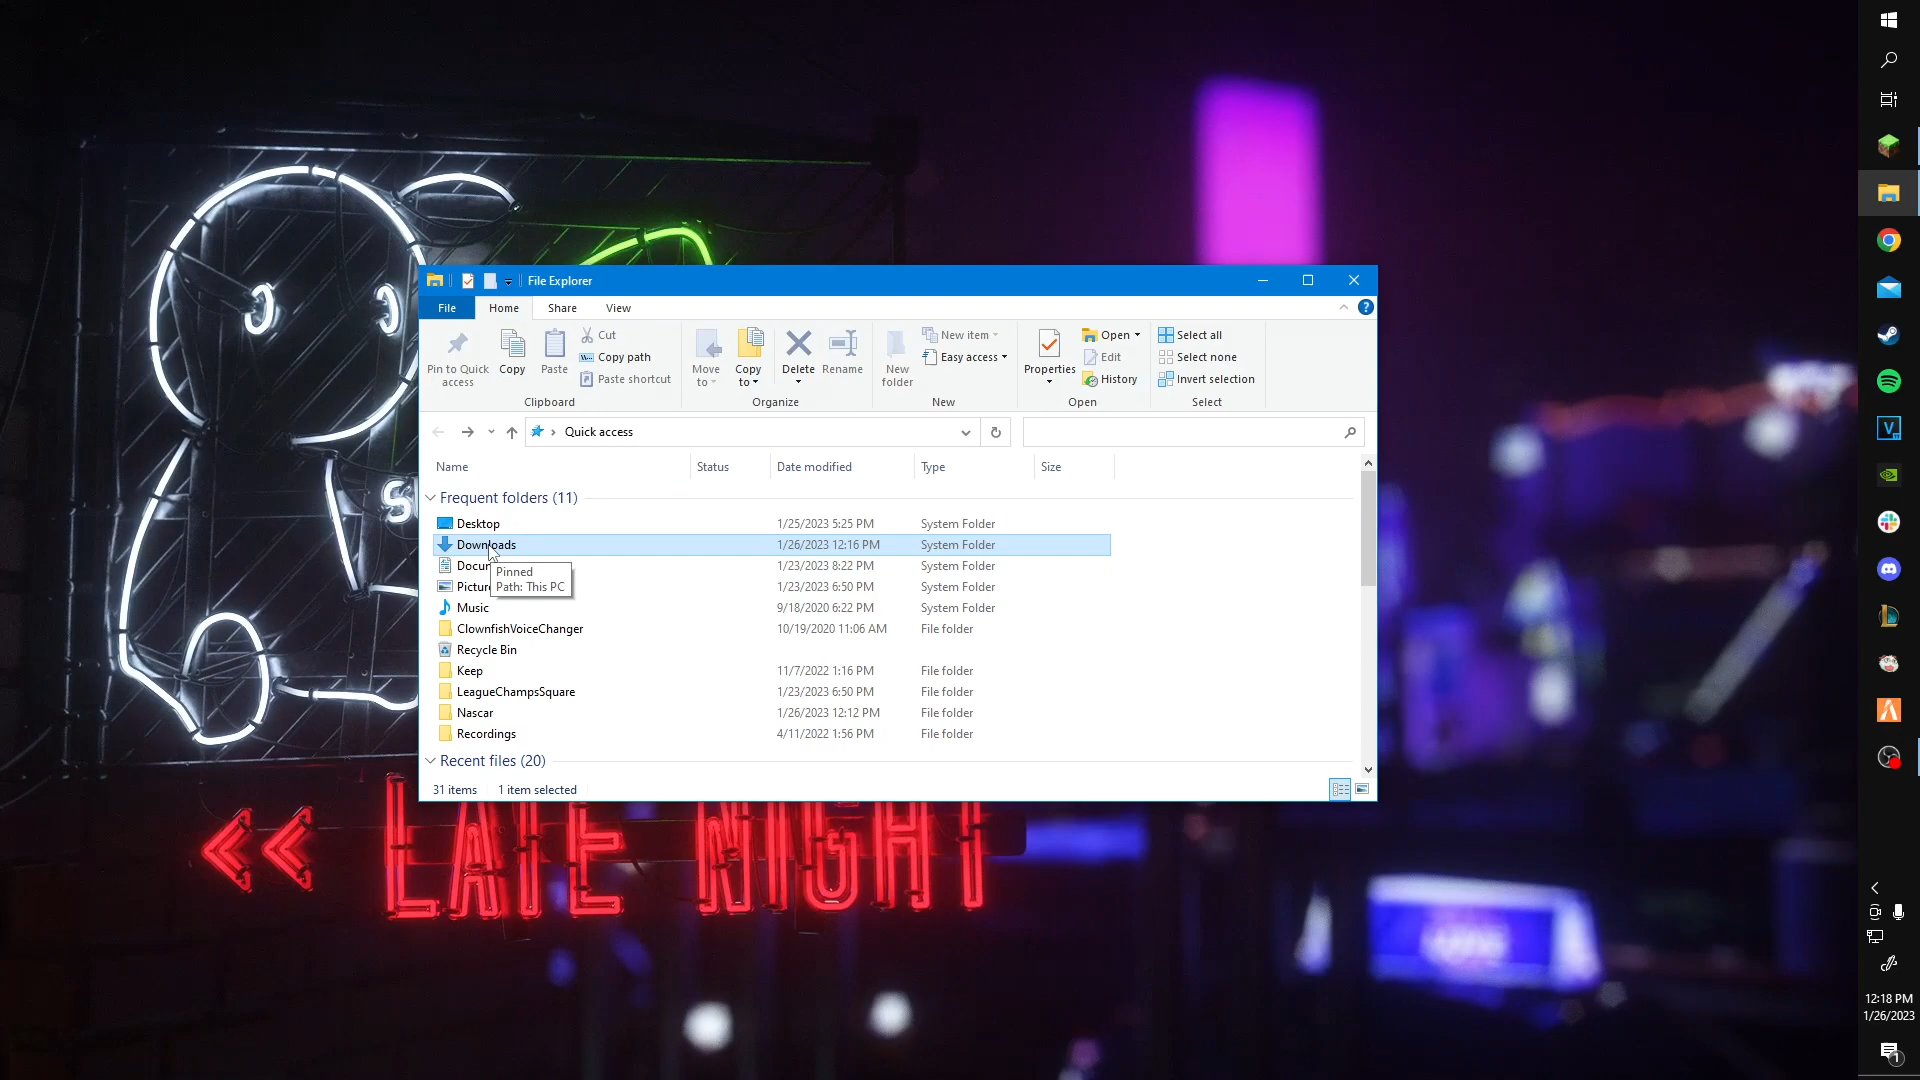 File Explorer
File
Home
Share
View
Pin to Quick access
Copy
Paste
Cut
Copy path
Paste shortcut
Clipboard
Move to
Copy to
Delete
Rename
Organize
New folder
New item
Easy access
New
Properties
Open
Edit
History
Open
Select all
Select none
Invert selection
Select
Quick access
Name Status Date modified Type Size
Frequent folders (11)
Desktop 1/25/2023 5:25 PM System Folder
Downloads 1/26/2023 12:16 PM System Folder
Docun 1/23/2023 8:22 PM System Folder
Picture 1/23/2023 6:50 PM System Folder
Pinned
Path: This PC
Music 9/18/2020 6:22 PM System Folder
ClownfishVoiceChanger 10/19/2020 11:06 AM File folder
Recycle Bin
Keep 11/7/2022 1:16 PM File folder
LeagueChampsSquare 1/23/2023 6:50 PM File folder
Nascar 1/26/2023 12:12 PM File folder
Recordings 4/11/2022 1:56 PM File folder
Recent files (20)
31 items 1 item selected
<< LATE NIGHT
12:18 PM
1/26/2023
1